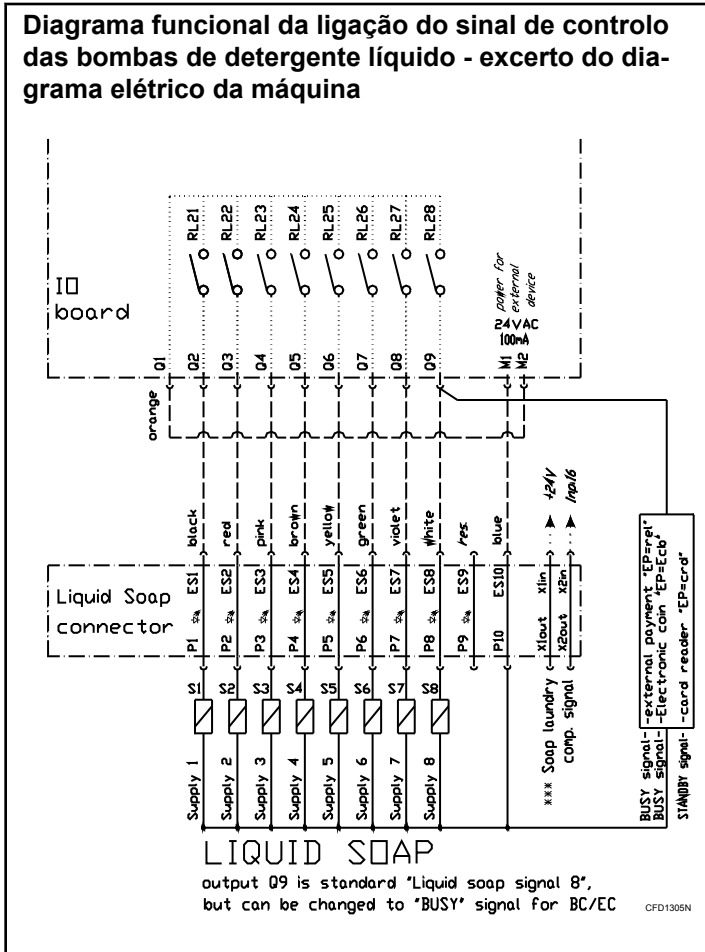 Diagrama funcional da ligação do sinal de controlo
das bombas de detergente líquido - excerto do dia-
grama elétrico da máquina
RL21
RL22
RL23
RL24
RL25
RL26
RL27
RL28
IO
board
power for
external
device
24VAC
100mA
Q1
Q2
Q3
Q4
Q5
Q6
Q7
Q8
Q9
M1
M2
orange
black
red
pink
brown
yellow
green
violet
white
res.
blue
+24V
Inp16
Liquid Soap
connector
ES1
ES2
ES3
ES4
ES5
ES6
ES7
ES8
ES9
ES10
X1in
X2in
P1
P2
P3
P4
P5
P6
P7
P8
P9
P10
X1out
X2out
S1
S2
S3
S4
S5
S6
S7
S8
Supply 1
Supply 2
Supply 3
Supply 4
Supply 5
Supply 6
Supply 7
Supply 8
*** Soap laundry
comp. signal
BUSY signal- -external payment "EP=rel"
BUSY signal- -Electronic coin "EP=Ecb"
STANDBY signal- -card reader "EP=crd"
LIQUID SOAP
output Q9 is standard "Liquid soap signal 8",
but can be changed to "BUSY" signal for BC/EC
CFD1305N